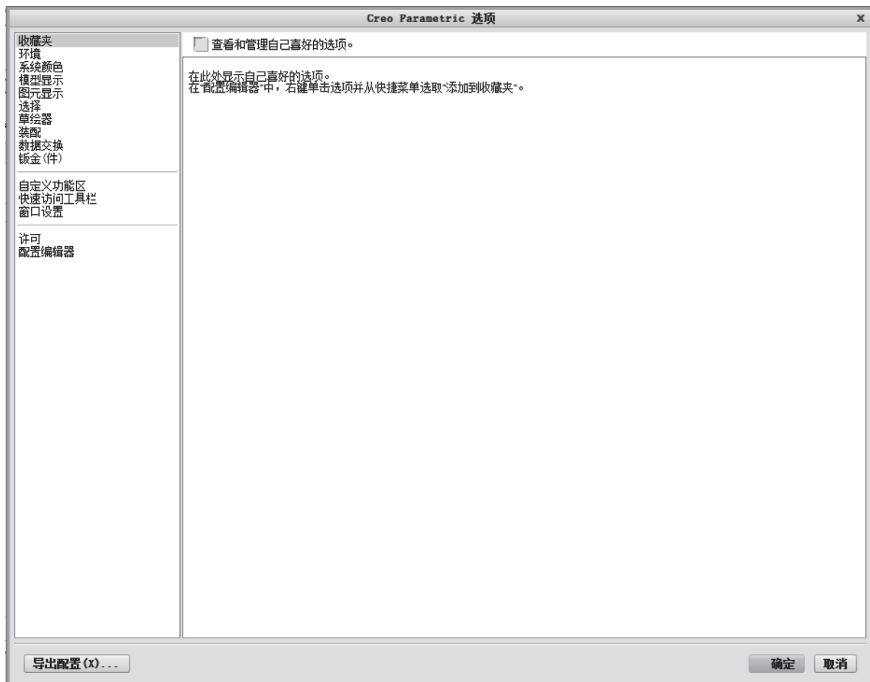 Creo Parametric 选项
x
收藏夹
环境
系统颜色
模型显示
图元显示
选择
草绘器
装配
数据交换
钣金(件)
自定义功能区
快速访问工具栏
窗口设置
许可
配置编辑器
查看和管理自己喜好的选项。
在此处显示自己喜好的选项。
在"配置编辑器"中，右键单击选项并从快捷菜单选取"添加到收藏夹"。
导出配置(X)...
确定
取消